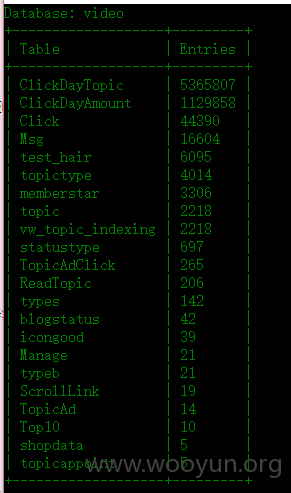 Database: video
+------------------+---------+
| Table | Entries |
+------------------+---------+
| ClickDayTopic | 5365807 |
| ClickDayAmount | 1129858 |
| Click | 44390 |
| Msg | 16604 |
| test_hair | 6095 |
| topictype | 4014 |
| memberstar | 3306 |
| topic | 2218 |
| vw_topic_indexing | 2218 |
| statustype | 697 |
| TopicAdClick | 265 |
| ReadTopic | 206 |
| types | 142 |
| blogstatus | 42 |
| icongood | 39 |
| Manage | 21 |
| typeb | 21 |
| ScrollLink | 19 |
| TopicAd | 14 |
| Top10 | 10 |
| shopdata | 5 |
| topicappoint | 5 |
+------------------+---------+
www.wooyun.org